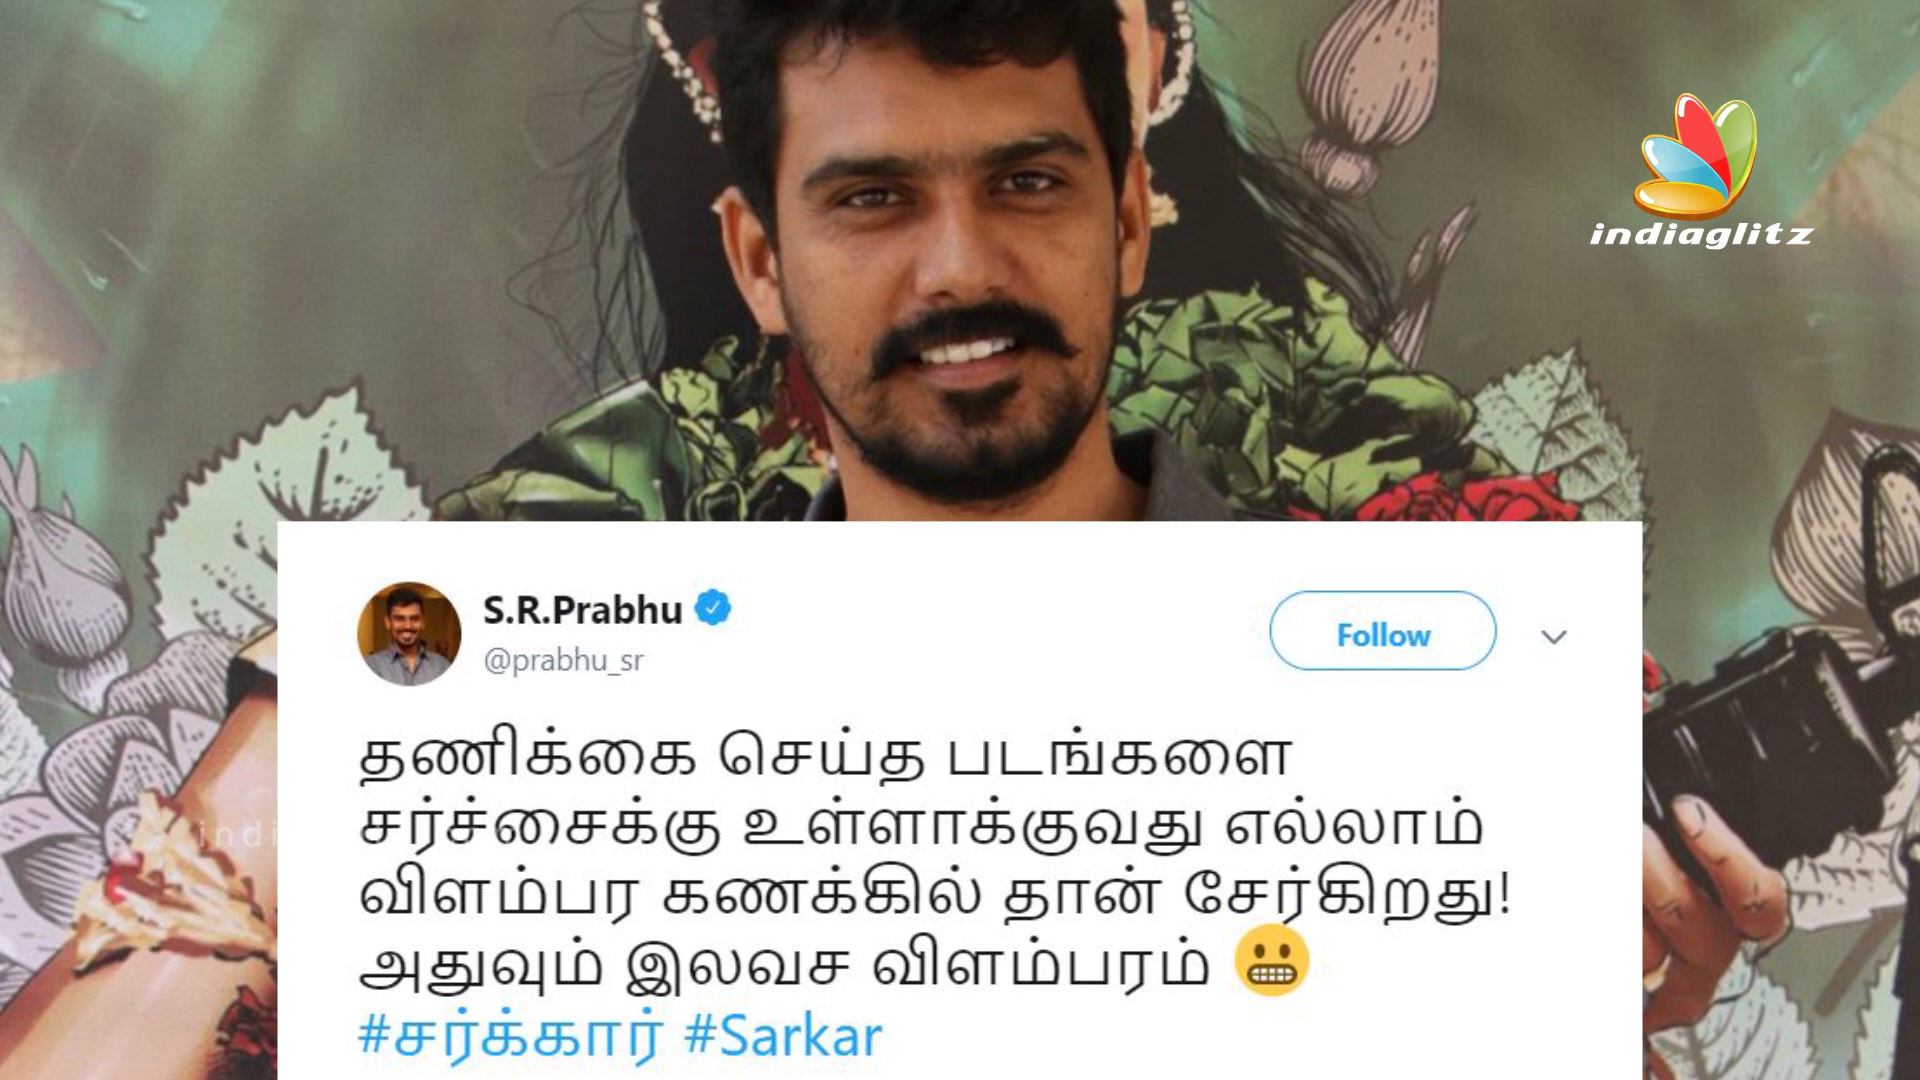 indiaglitz
S.R.Prabhu
@prabhu_sr
Follow
தணிக்கை செய்த படங்களை
சர்ச்சைக்கு உள்ளாக்குவது எல்லாம்
விளம்பர கணக்கில் தான் சேர்கிறது!
அதுவும் இலவச விளம்பரம் 😬
#சர்க்கார் #Sarkar
indi